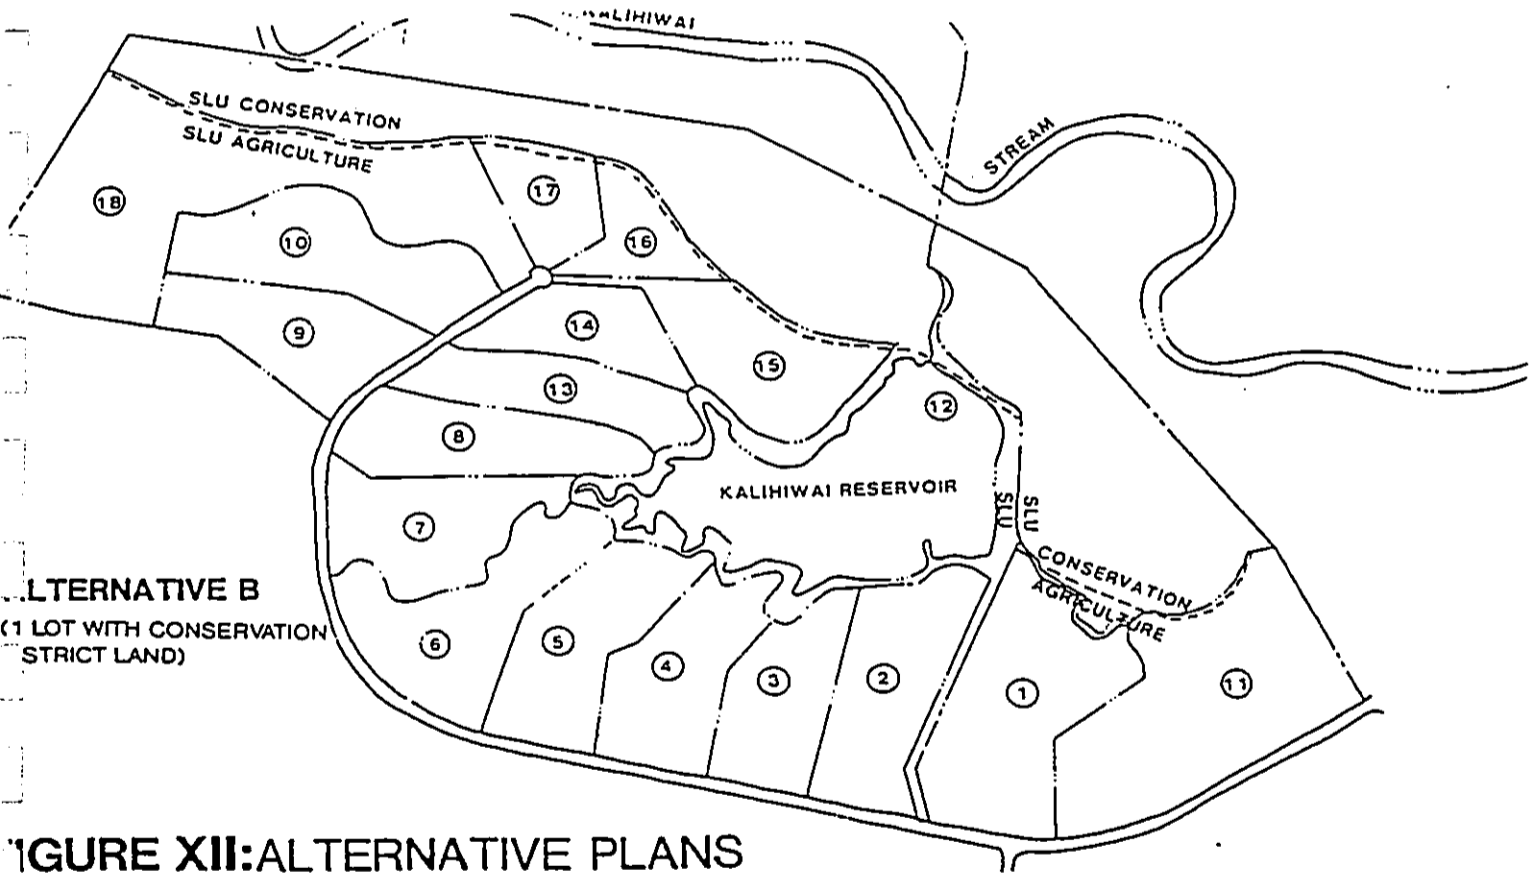 KALIHIWAI
STREAM
SLU CONSERVATION
SLU AGRICULTURE
18
17
10
16
9
14
15
13
12
8
KALIHIWAI RESERVOIR
SLU
SLU
7
CONSERVATION
AGRICULTURE
LTERNATIVE B
(1 LOT WITH CONSERVATION
STRICT LAND)
6
5
4
3
2
1
11
IGURE XII:ALTERNATIVE PLANS